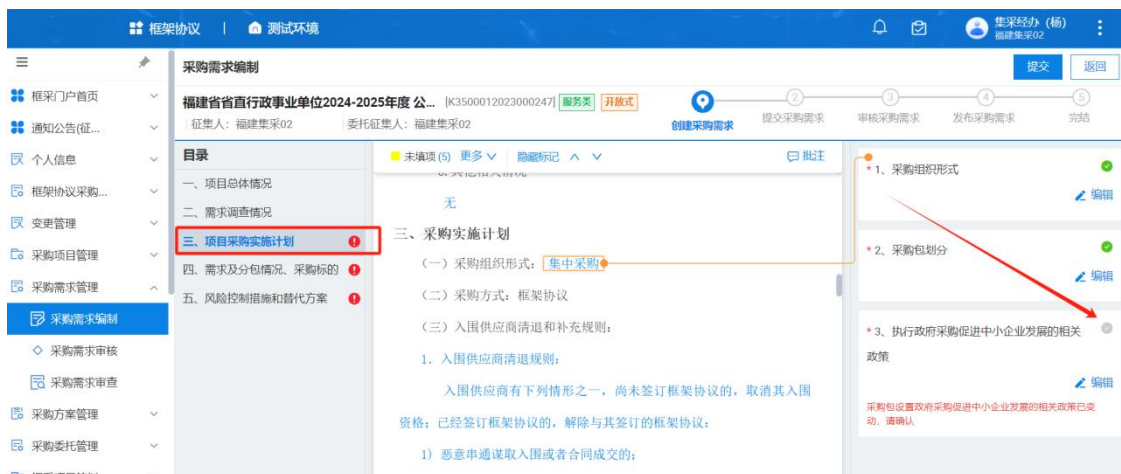 框架协议 | 测试环境
集采经办（杨）
福建集采02
采购需求编制
提交
返回
框采门户首页
通知公告(征...
个人信息
框架协议采购...
变更管理
采购项目管理
采购需求管理
采购需求编制
采购需求审核
采购需求审查
采购方案管理
采购委托管理
福建省省直行政事业单位2024-2025年度 公... [K3500012023000247] 服务类 开放式
征集人：福建集采02 委托征集人：福建集采02
创建采购需求
2
提交采购需求
3
审核采购需求
4
发布采购需求
5
完结
目录
一、项目总体情况
二、需求调查情况
三、项目采购实施计划
四、需求及分包情况、采购标的
五、风险控制措施和替代方案
未填项(5) 更多 隐藏标记
批注
无
三、采购实施计划
（一）采购组织形式：集中采购
（二）采购方式：框架协议
（三）入围供应商清退和补充规则：
1. 入围供应商清退规则：
入围供应商有下列情形之一，尚未签订框架协议的，取消其入围
资格；已经签订框架协议的，解除与其签订的框架协议：
1) 恶意串通谋取入围或者合同成交的；
* 1、采购组织形式
编辑
* 2、采购包划分
编辑
* 3、执行政府采购促进中小企业发展的相关
政策
编辑
采购包设置政府采购促进中小企业发展的相关政策已变
动，请确认